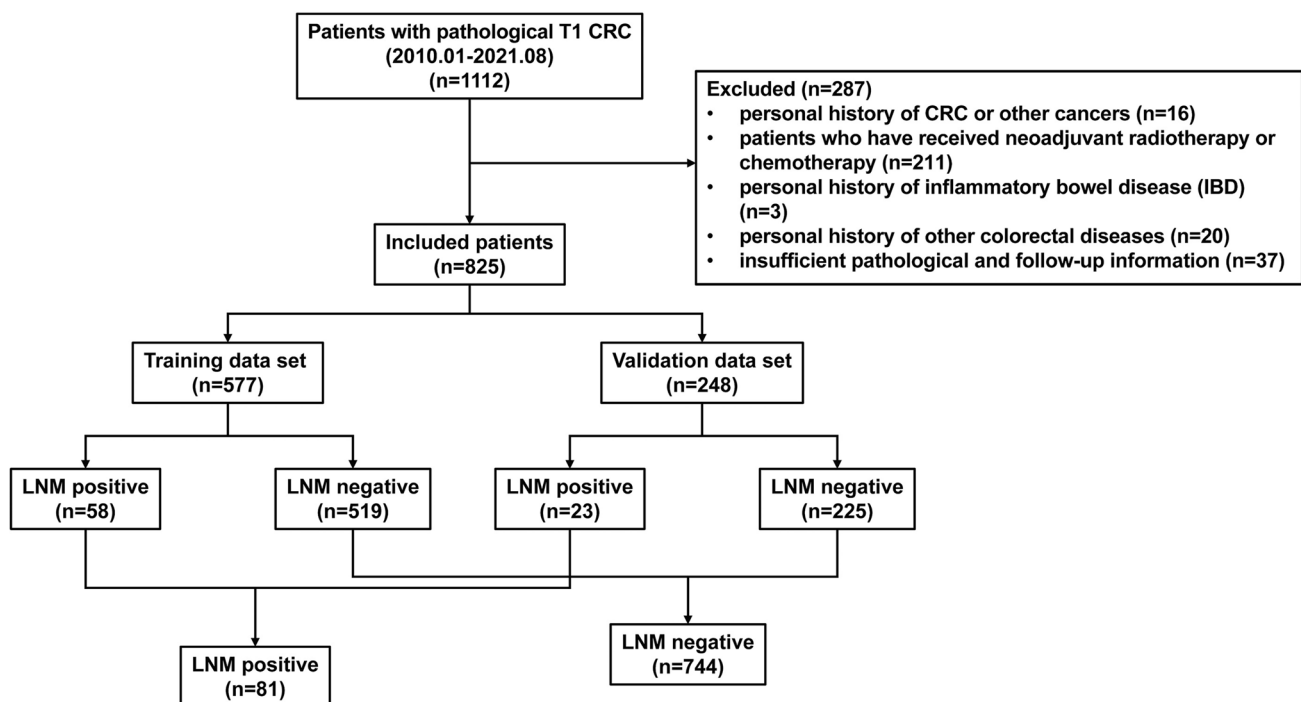 Patients with pathological T1 CRC
(2010.01-2021.08)
(n=1112)
Excluded (n=287)
• personal history of CRC or other cancers (n=16)
• patients who have received neoadjuvant radiotherapy or
chemotherapy (n=211)
• personal history of inflammatory bowel disease (IBD)
(n=3)
• personal history of other colorectal diseases (n=20)
• insufficient pathological and follow-up information (n=37)
Included patients
(n=825)
Training data set
(n=577)
Validation data set
(n=248)
LNM positive
(n=58)
LNM negative
(n=519)
LNM positive
(n=23)
LNM negative
(n=225)
LNM positive
(n=81)
LNM negative
(n=744)